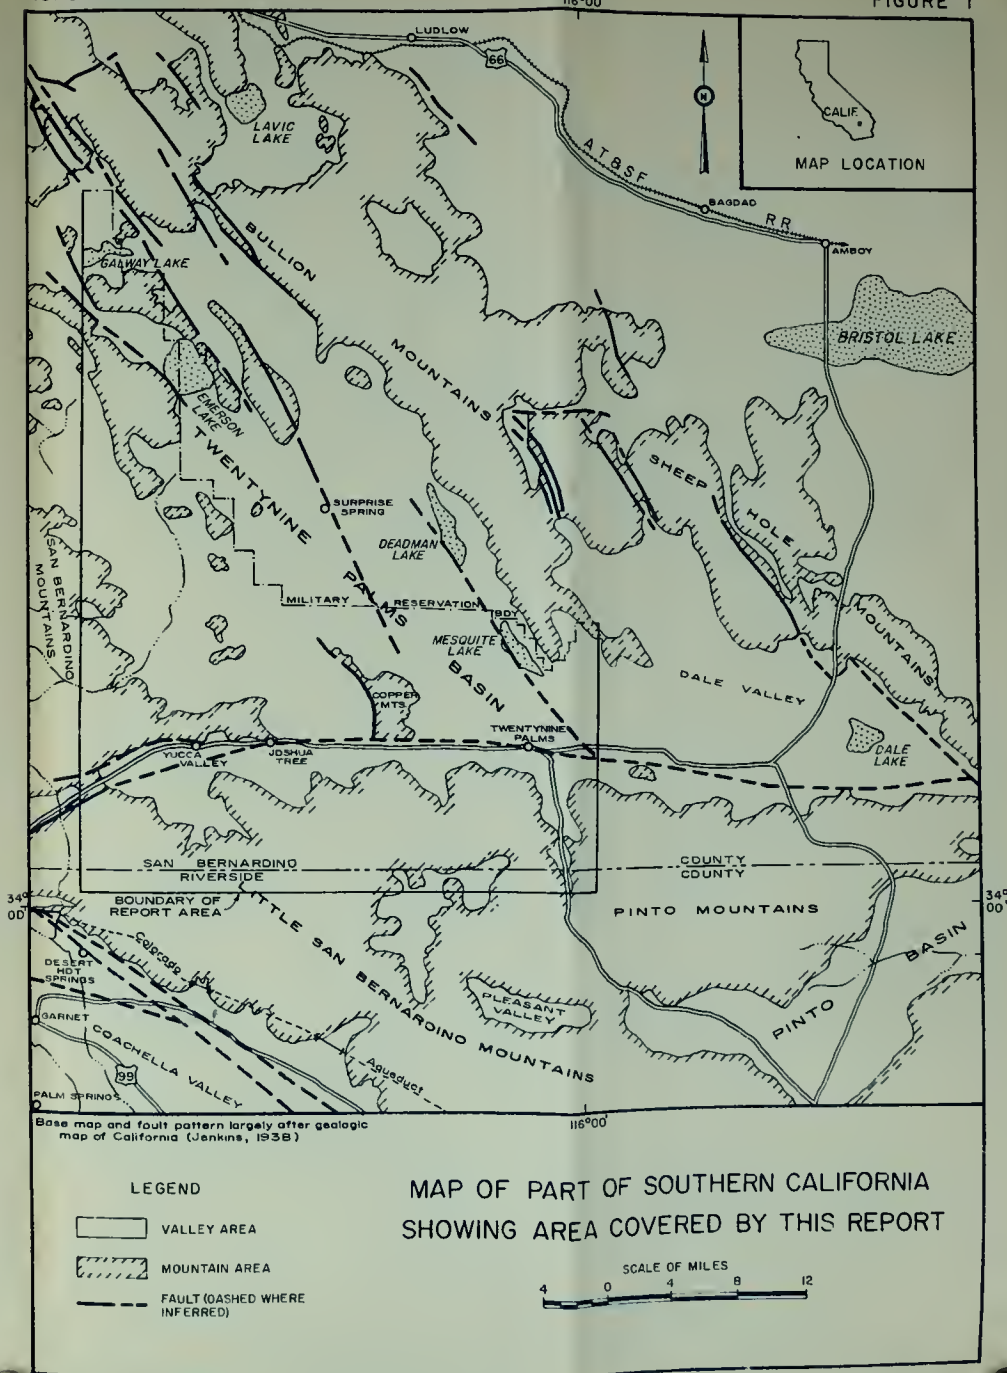 116°00'
FIGURE 1
LUDLOW
66
N
CALIF.
MAP LOCATION
LAVIC
LAKE
A T & S F
RR
BAGDAD
AMBOY
BULLION
MOUNTAINS
GALWAY LAKE
BRISTOL LAKE
EMERSON
LAKE
TWENTYNINE
PALMS
BASIN
SHEEP
HOLE
MOUNTAINS
SURPRISE
SPRING
DEADMAN
LAKE
SAN BERNARDINO
MOUNTAINS
MILITARY RESERVATION BDY
MESQUITE
LAKE
DALE VALLEY
COPPER
MTS.
TWENTYNINE
PALMS
YUCCA
VALLEY
JOSHUA
TREE
DALE
LAKE
SAN BERNARDINO COUNTY
RIVERSIDE COUNTY
34°
00'
34°
00'
BOUNDARY OF
REPORT AREA
PINTO MOUNTAINS
LITTLE SAN BERNARDINO MOUNTAINS
Colorado
Aqueduct
DESERT
HOT
SPRINGS
PLEASANT
VALLEY
PINTO BASIN
GARNET
COACHELLA VALLEY
99
PALM SPRINGS
Base map and fault pattern largely after geologic
map of California (Jenkins, 1938)
116°00'
LEGEND
VALLEY AREA
MOUNTAIN AREA
FAULT (DASHED WHERE
INFERRED)
MAP OF PART OF SOUTHERN CALIFORNIA
SHOWING AREA COVERED BY THIS REPORT
SCALE OF MILES
4 0 4 8 12